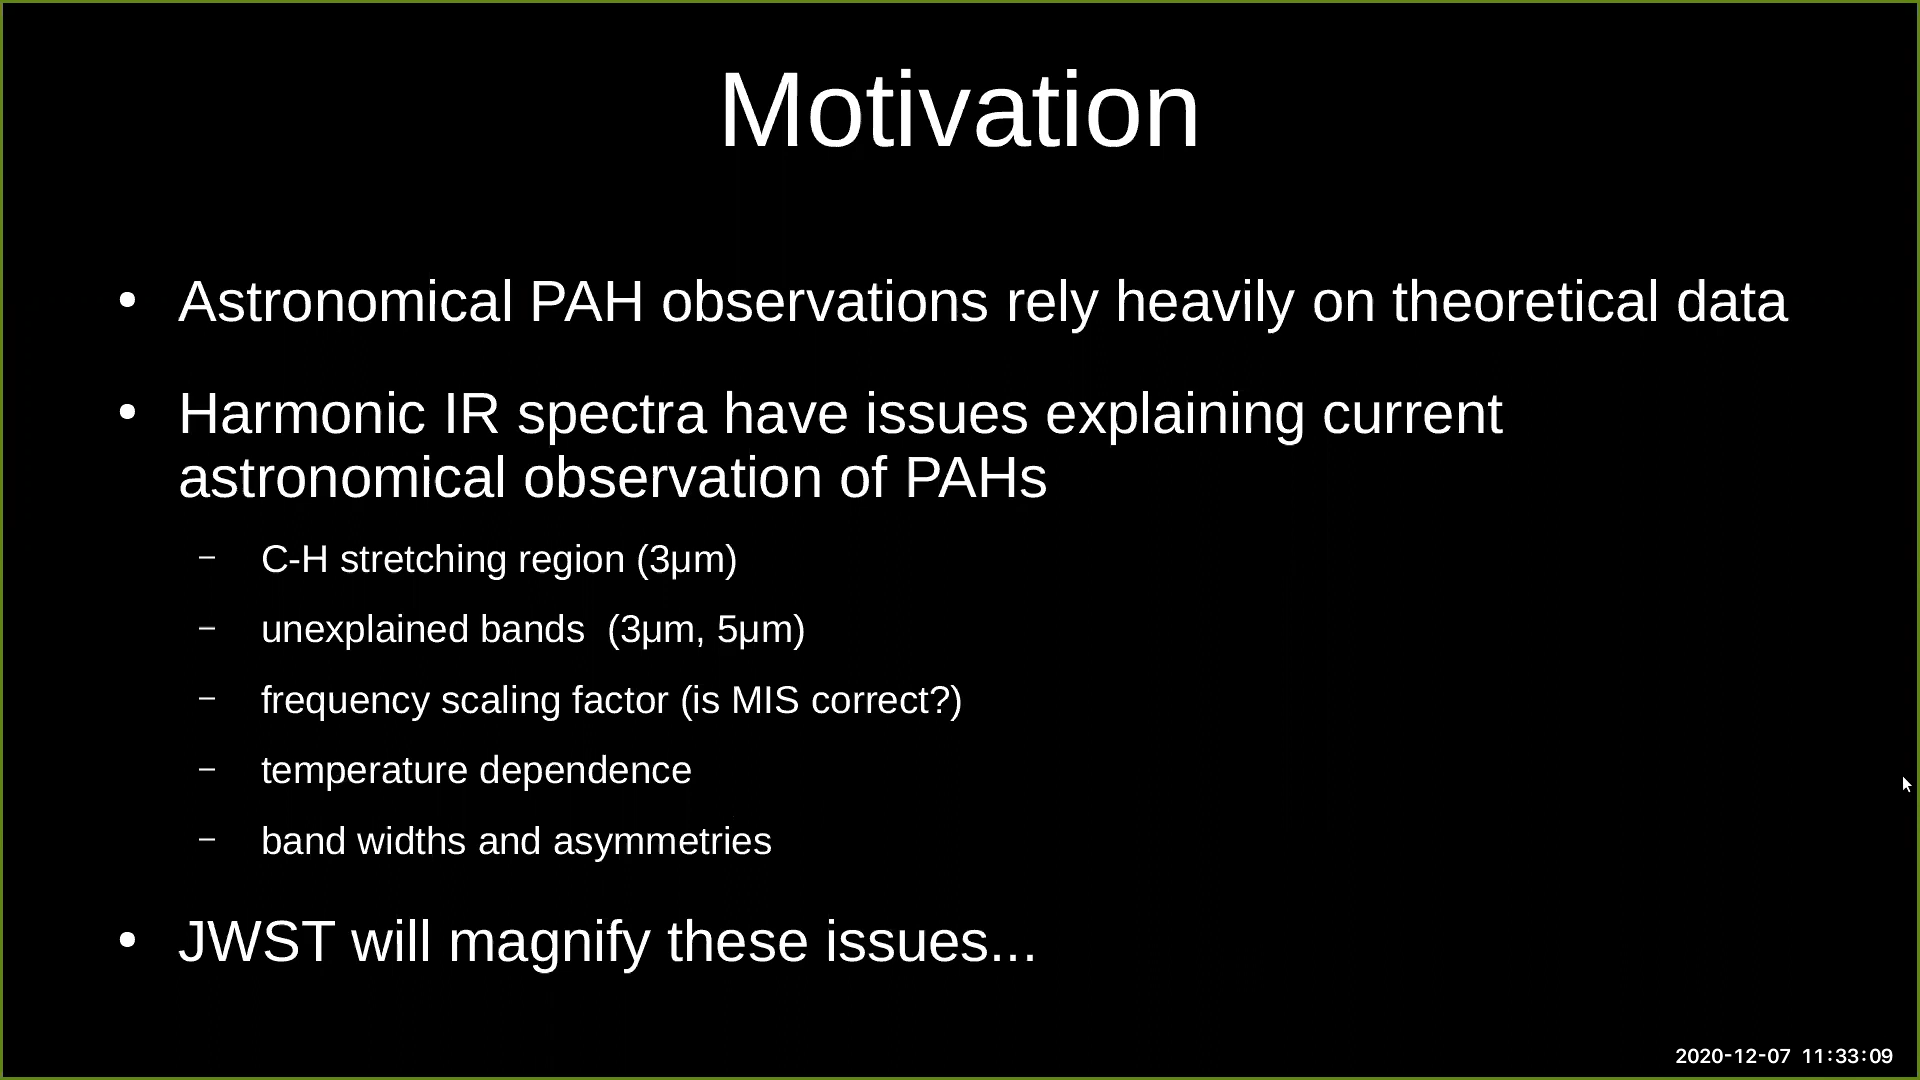 Motivation
• Astronomical PAH observations rely heavily on theoretical data
• Harmonic IR spectra have issues explaining current
astronomical observation of PAHs
– C-H stretching region (3μm)
– unexplained bands  (3μm, 5μm)
– frequency scaling factor (is MIS correct?)
– temperature dependence
– band widths and asymmetries
• JWST will magnify these issues...
2020-12-07 11:33:09